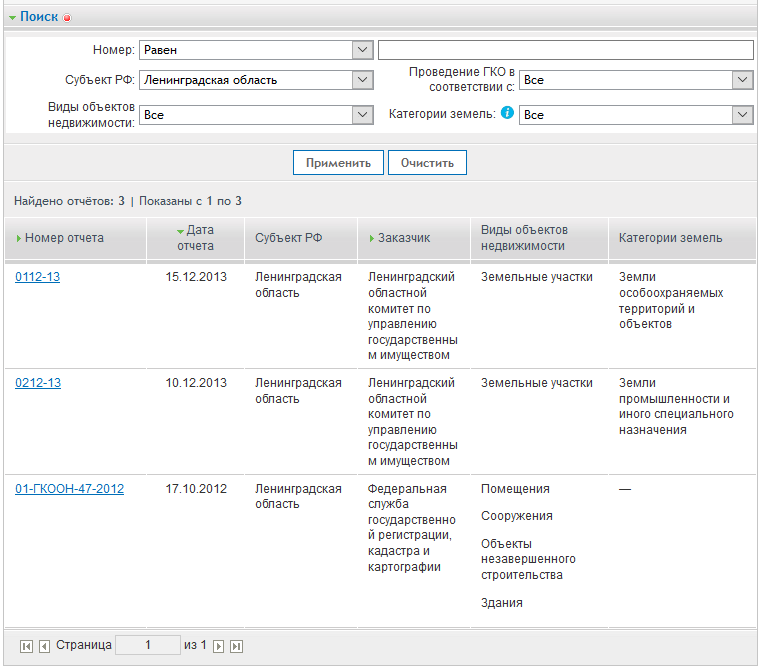 Поиск
Номер: Равен
Субъект РФ: Ленинградская область
Проведение ГКО в
соответствии с: Все
Виды объектов
недвижимости: Все
Категории земель: Все
Применить Очистить
Найдено отчётов: 3 | Показаны с 1 по 3
Номер отчета
Дата
отчета
Субъект РФ
Заказчик
Виды объектов
недвижимости
Категории земель
0112-13
15.12.2013
Ленинградская
область
Ленинградский
областной
комитет по
управлению
государственны
м имуществом
Земельные участки
Земли
особоохраняемых
территорий и
объектов
0212-13
10.12.2013
Ленинградская
область
Ленинградский
областной
комитет по
управлению
государственны
м имуществом
Земельные участки
Земли
промышленности и
иного специального
назначения
01-ГКООН-47-2012
17.10.2012
Ленинградская
область
Федеральная
служба
государственно
й регистрации,
кадастра и
картографии
Помещения
Сооружения
Объекты
незавершенного
строительства
Здания
—
Страница 1 из 1